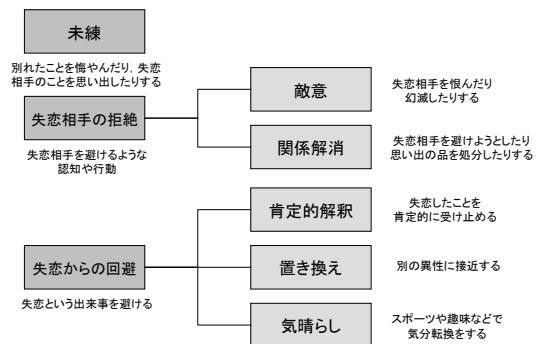 未練
別れたことを悔やんだり，失恋
相手のことを思い出したりする
失恋相手の拒絶
失恋相手を避けるような
認知や行動
敵意
失恋相手を恨んだり
幻滅したりする
関係解消
失恋相手を避けようとしたり
思い出の品を処分したりする
失恋からの回避
失恋という出来事を避ける
肯定的解釈
失恋したことを
肯定的に受け止める
置き換え
別の異性に接近する
気晴らし
スポーツや趣味などで
気分転換をする